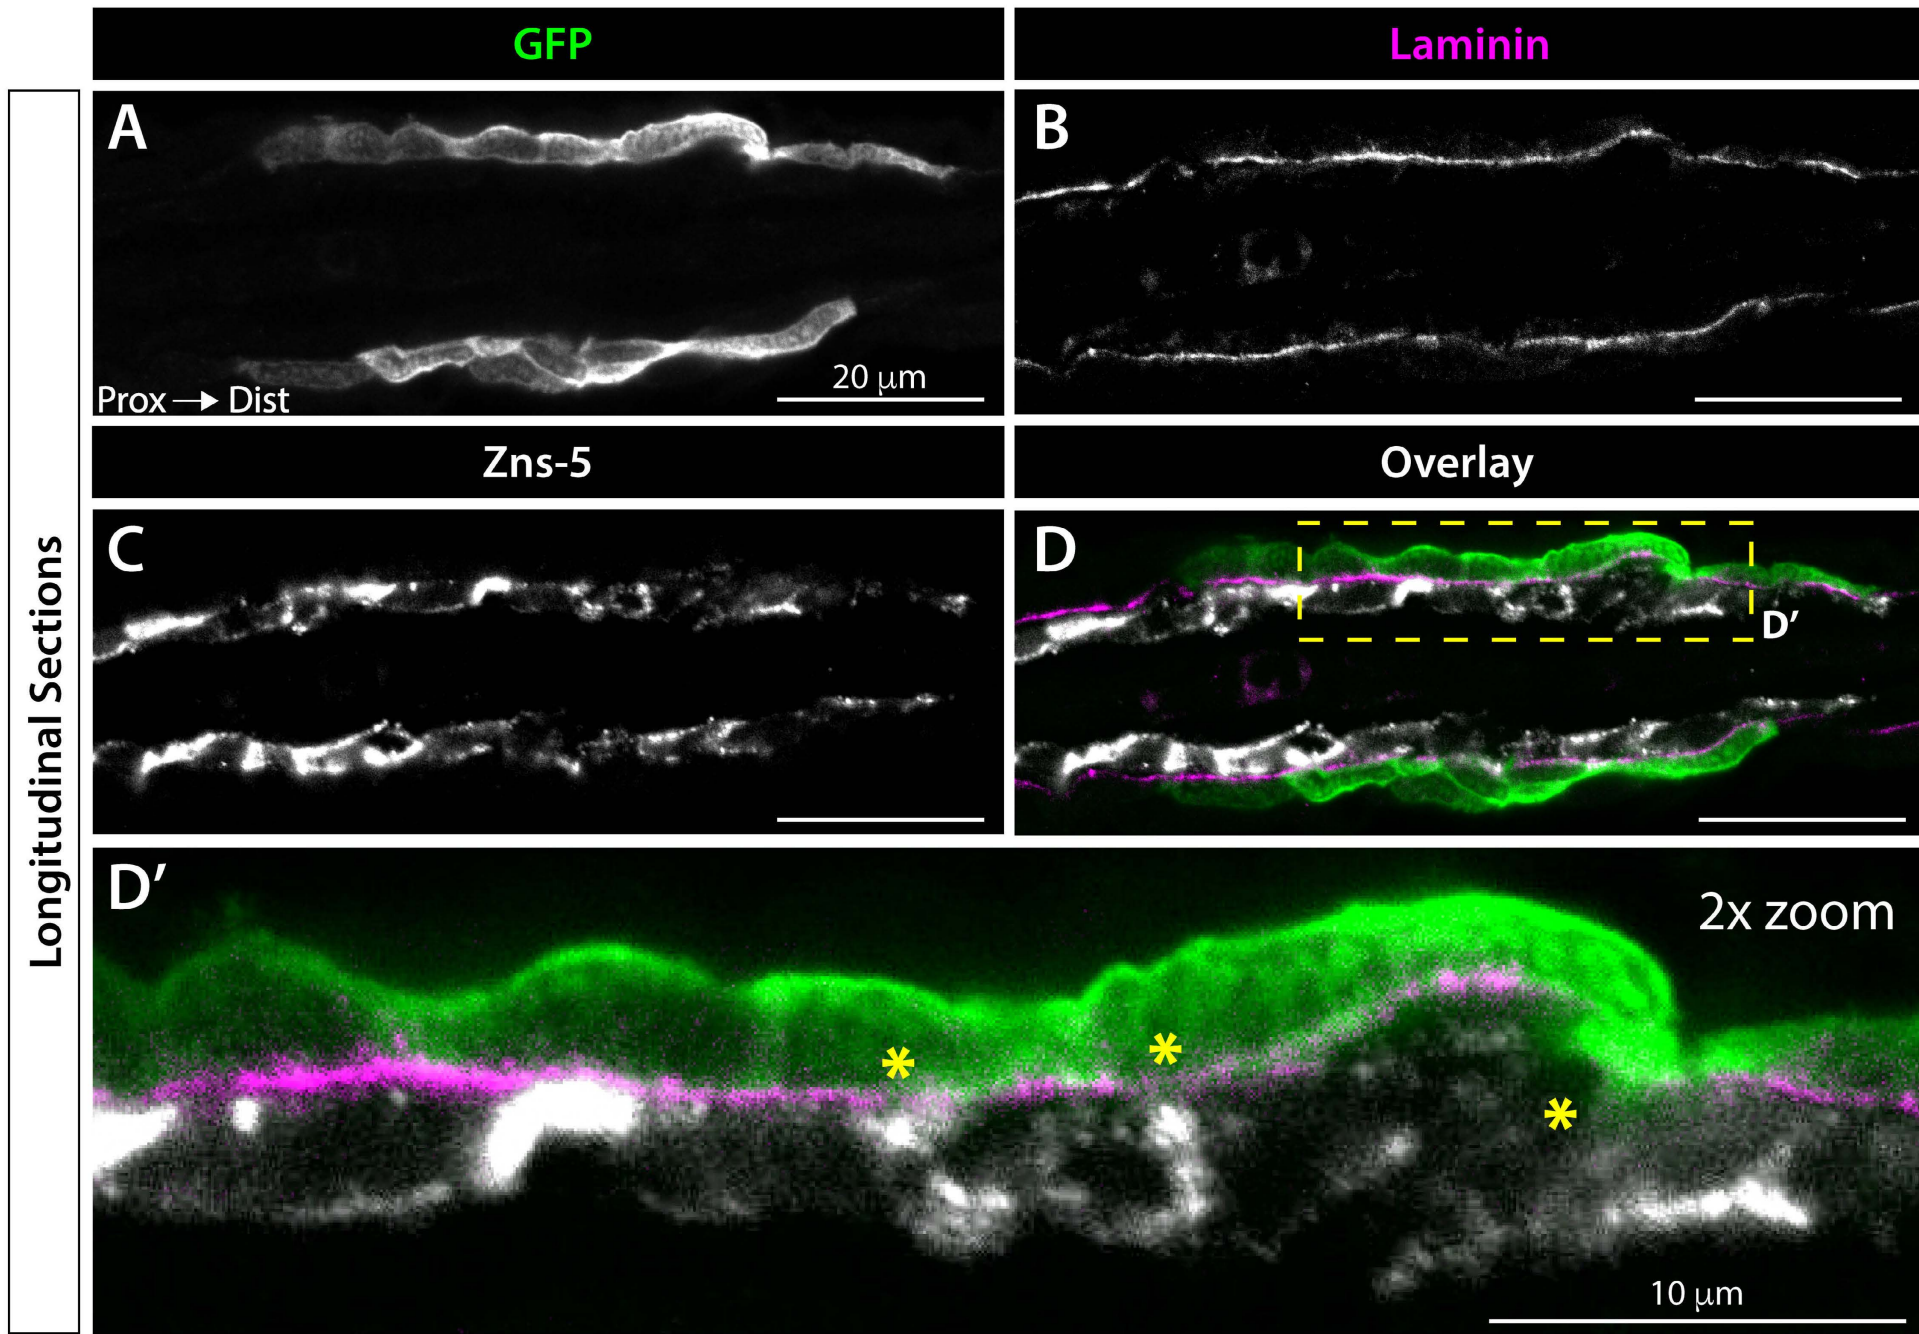 GFP
Laminin
Longitudinal Sections
A
Prox → Dist
20 μm
B
Zns-5
Overlay
C
D
D’
D’
2x zoom
*
*
*
10 μm